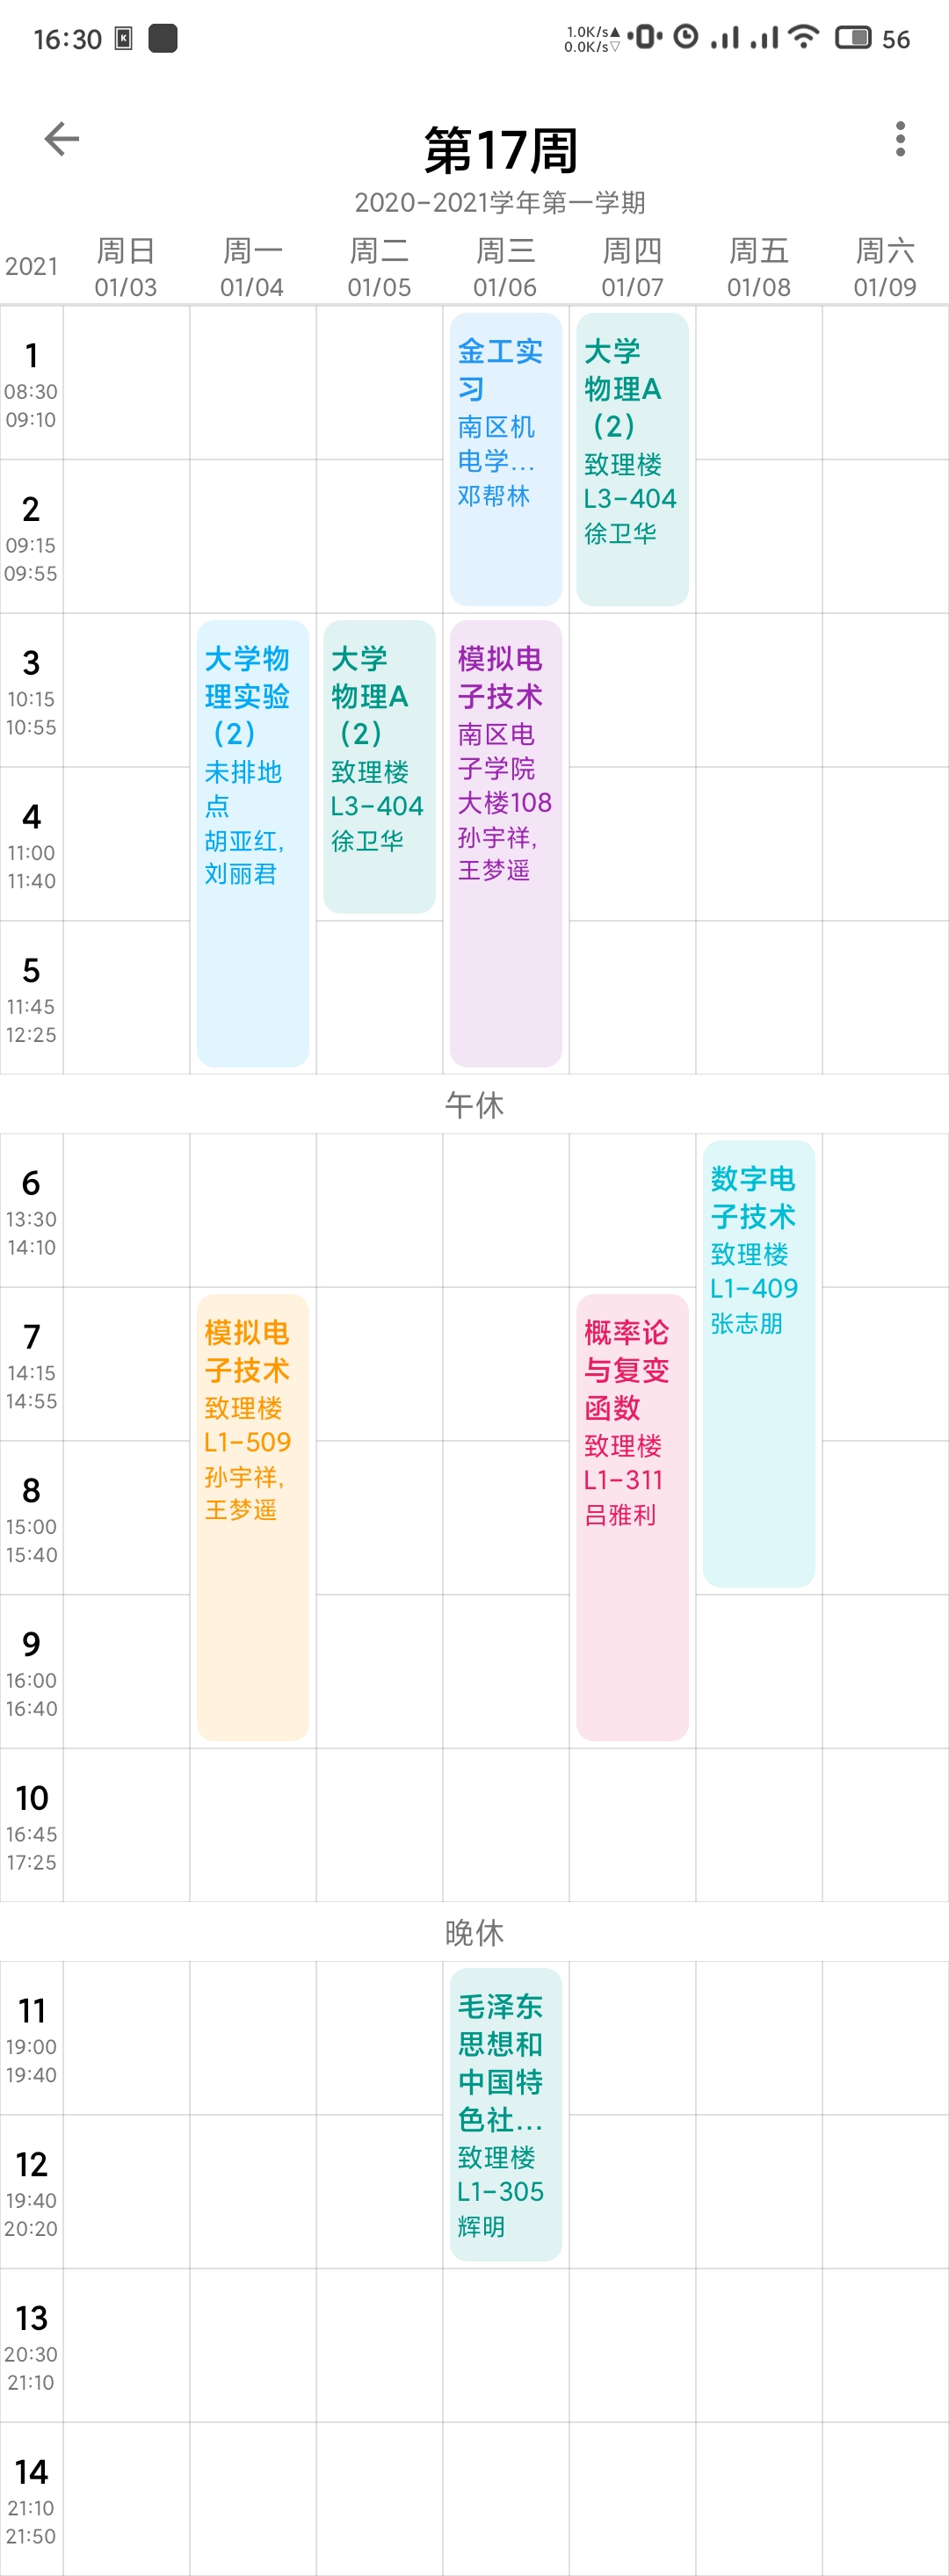 16:30
1.0K/s▲
0.0K/s▽
56
第17周
2020-2021学年第一学期
2021
周日
01/03
周一
01/04
周二
01/05
周三
01/06
周四
01/07
周五
01/08
周六
01/09
1
08:30
09:10
金工实
习
南区机
电学...
邓帮林
大学
物理A
（2）
致理楼
L3-404
徐卫华
2
09:15
09:55
3
10:15
10:55
大学物
理实验
（2）
未排地
点
胡亚红,
刘丽君
大学
物理A
（2）
致理楼
L3-404
徐卫华
模拟电
子技术
南区电
子学院
大楼108
孙宇祥,
王梦遥
4
11:00
11:40
5
11:45
12:25
午休
6
13:30
14:10
数字电
子技术
致理楼
L1-409
张志朋
7
14:15
14:55
模拟电
子技术
致理楼
L1-509
孙宇祥,
王梦遥
概率论
与复变
函数
致理楼
L1-311
吕雅利
8
15:00
15:40
9
16:00
16:40
10
16:45
17:25
晚休
11
19:00
19:40
毛泽东
思想和
中国特
色社...
致理楼
L1-305
辉明
12
19:40
20:20
13
20:30
21:10
14
21:10
21:50